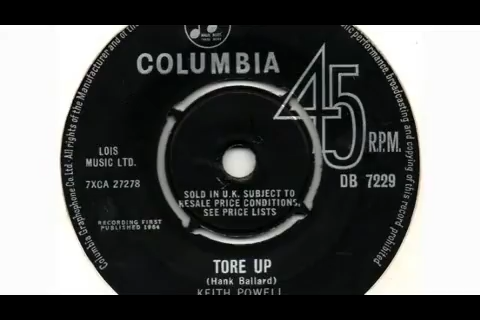 COLUMBIA
45
R.P.M.
LOIS
MUSIC LTD.
7XCA 27278
DB 7229
SOLD IN U.K. SUBJECT TO
RESALE PRICE CONDITIONS,
SEE PRICE LISTS
RECORDING FIRST
PUBLISHED 1964
TORE UP
(Hank Ballard)
KEITH POWELL
Columbia Graphophone Co. Ltd. All rights of the Manufacturer and of the
public performance, broadcasting and copying of this record prohibited